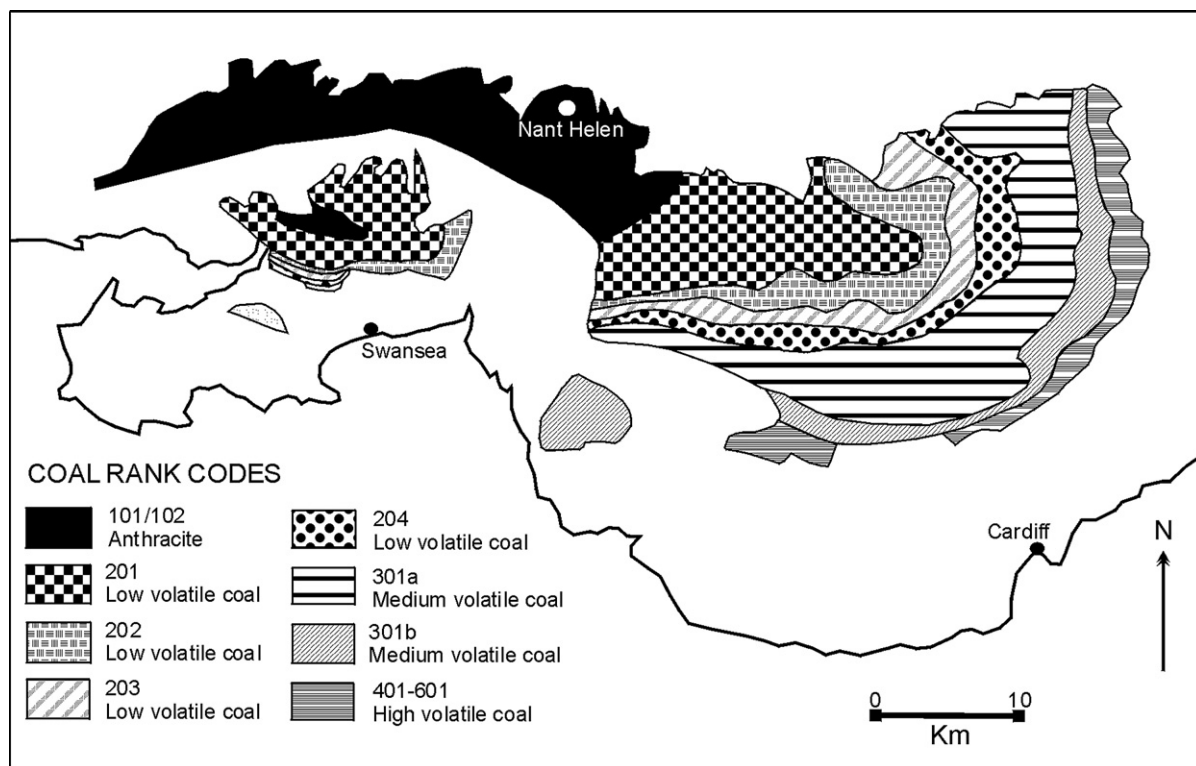 Nant Helen
Swansea
COAL RANK CODES
101/102
Anthracite
201
Low volatile coal
202
Low volatile coal
203
Low volatile coal
204
Low volatile coal
301a
Medium volatile coal
301b
Medium volatile coal
401-601
High volatile coal
Cardiff
N
0 10
Km